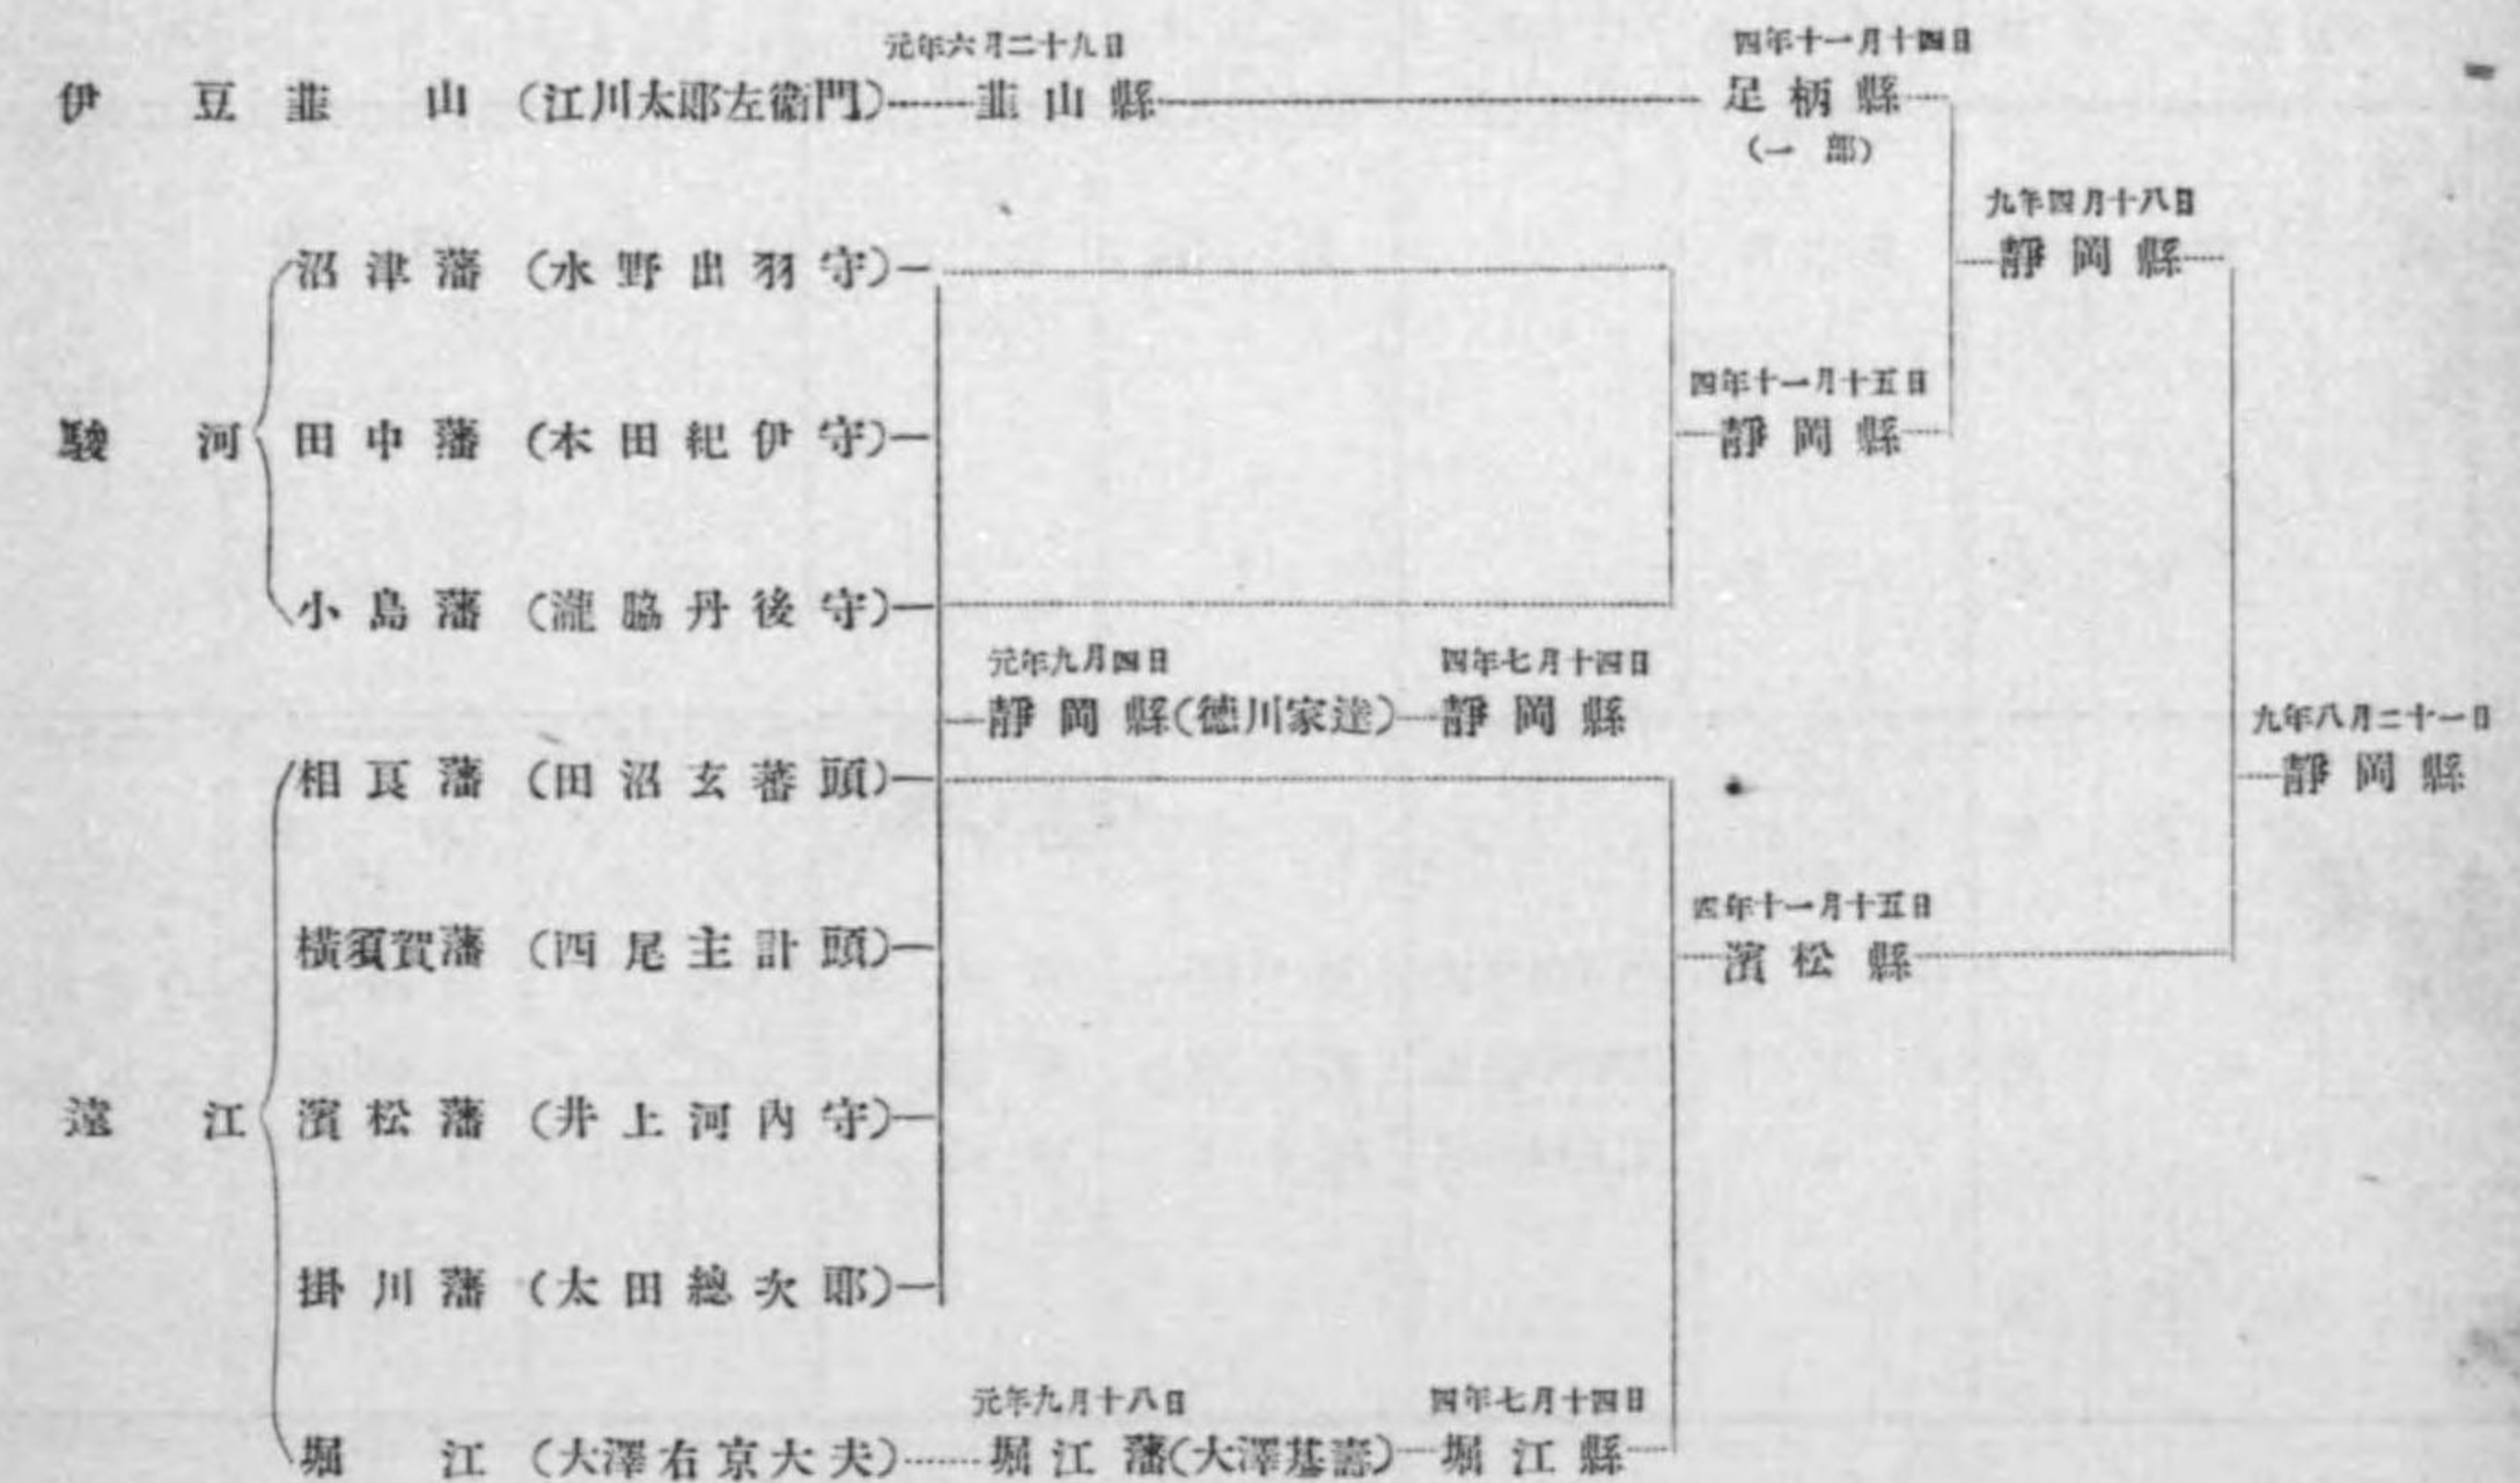 元年六月二十九日
四年十一月十四日
伊豆韮山(江川太郎左衞門) 韮山縣 足柄縣
(一部)
九年四月十八日
靜岡縣
沼津藩(水野出羽守)
四年十一月十五日
駿河 田中藩(本田紀伊守) 靜岡縣
小島藩(瀧脇丹後守)
元年九月四日 四年七月十四日
靜岡縣(德川家達) 靜岡縣
九年八月二十一日
相良藩(田沼玄蕃頭) 靜岡縣
四年十一月十五日
橫須賀藩(四尾主計頭) 濱松縣
遠江 濱松藩(井上河內守)
掛川藩(太田總次郎)
元年九月十八日 四年七月十四日
堀江(大澤右京大夫) 堀江藩(大澤基壽) 堀江縣